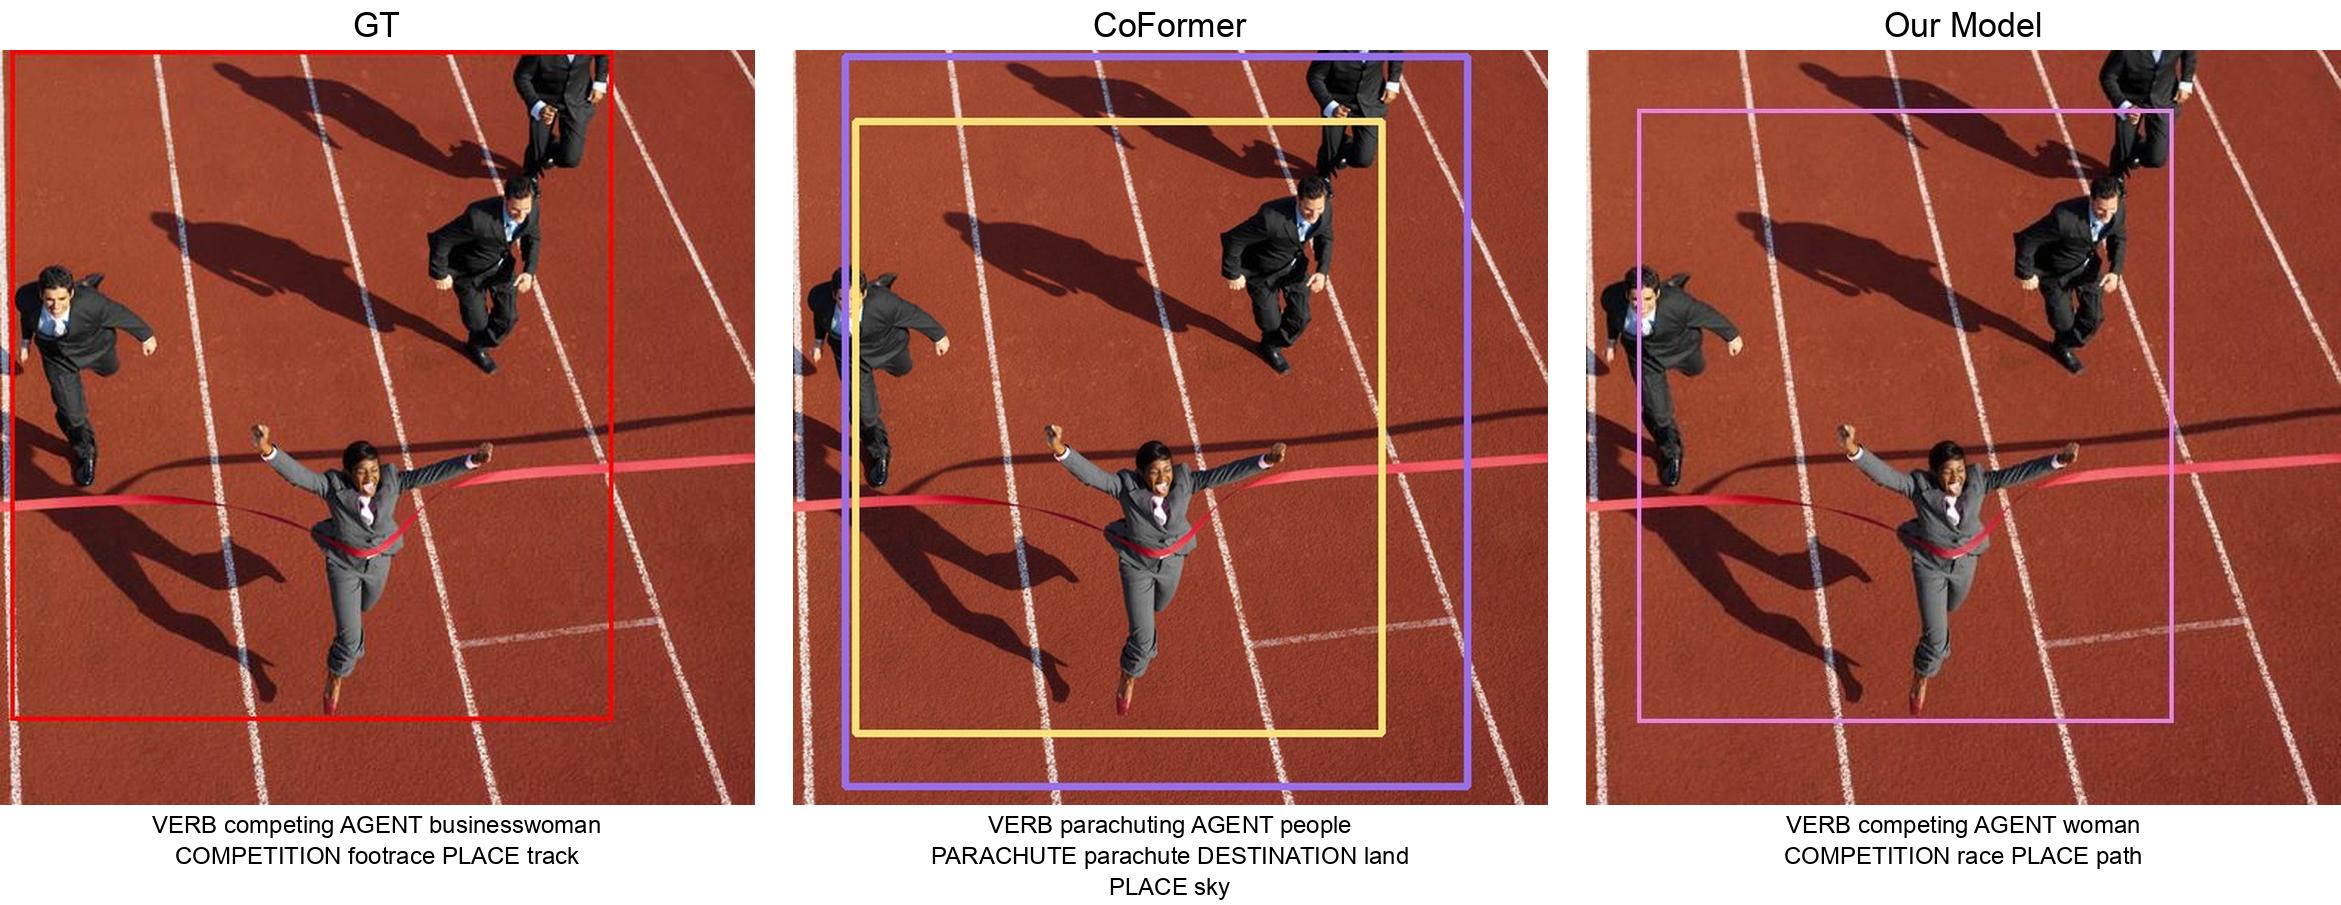 GT
CoFormer
Our Model
VERB competing AGENT businesswoman
COMPETITION footrace PLACE track
VERB parachuting AGENT people
PARACHUTE parachute DESTINATION land
PLACE sky
VERB competing AGENT woman
COMPETITION race PLACE path